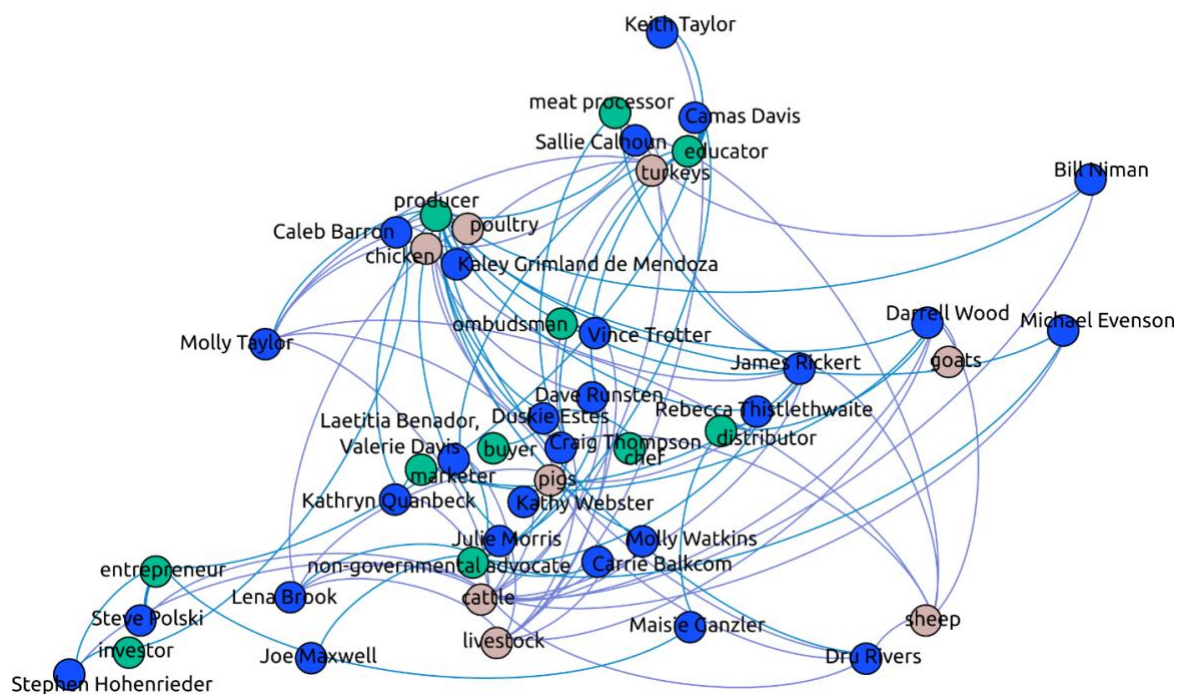 Keith Taylor
meat processor
Camas Davis
Sallie Calhoun
educator
turkeys
Bill Niman
producer
poultry
Caleb Barron
chicken
Kaley Grimland de Mendoza
ombudsman
Vince Trotter
Darrell Wood
Michael Evenson
Molly Taylor
James Rickert
goats
Dave Runsten
Duskie Estes
Rebecca Thistlethwaite
Laetitia Benador,
Valerie Davis
buyer
Craig Thompson
chef
distributor
marketer
pigs
Kathryn Quanbeck
Kathy Webster
Julie Morris
Molly Watkins
non-governmental advocate
Carrie Balkcom
entrepreneur
Lena Brook
cattle
Steve Polski
livestock
Maisie Ganzler
sheep
investor
Joe Maxwell
Dru Rivers
Stephen Hohenrieder